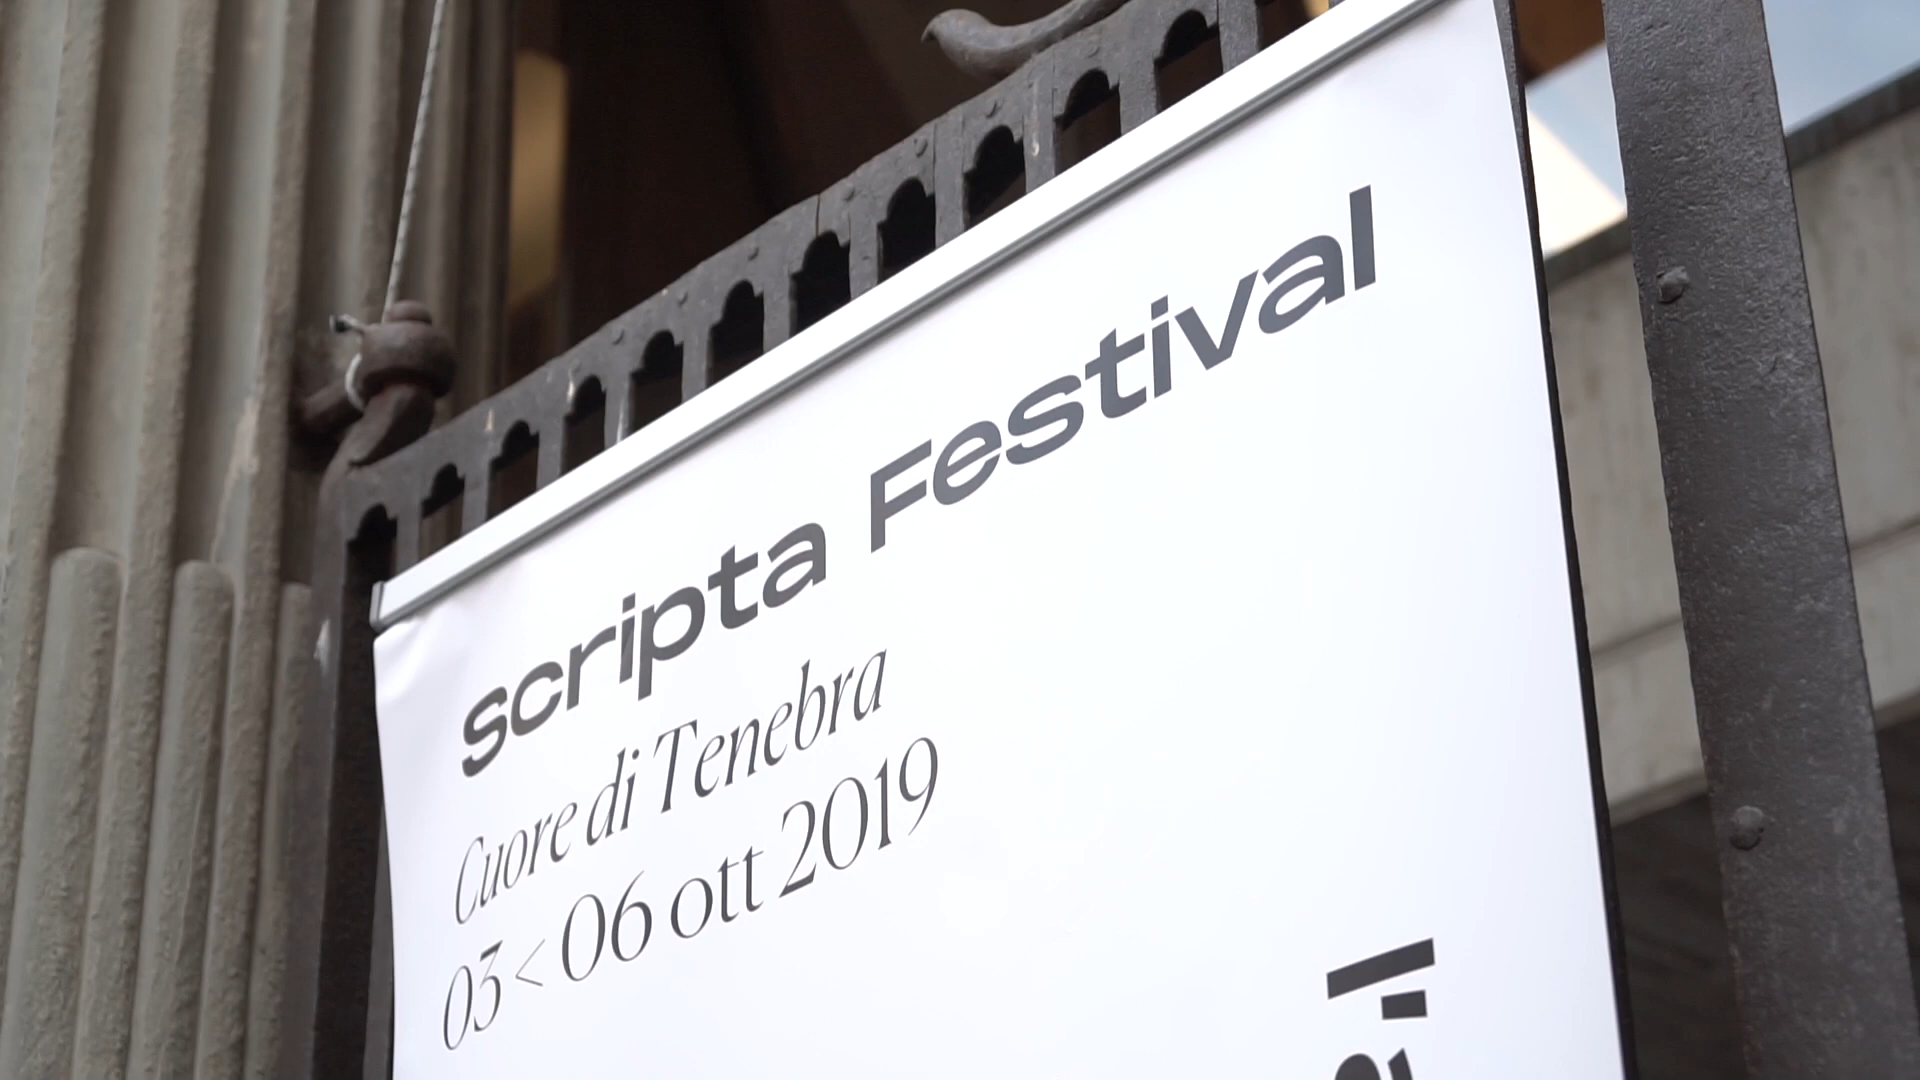 scripta Festival
Cuore di Tenebra
03 < 06 ott 2019